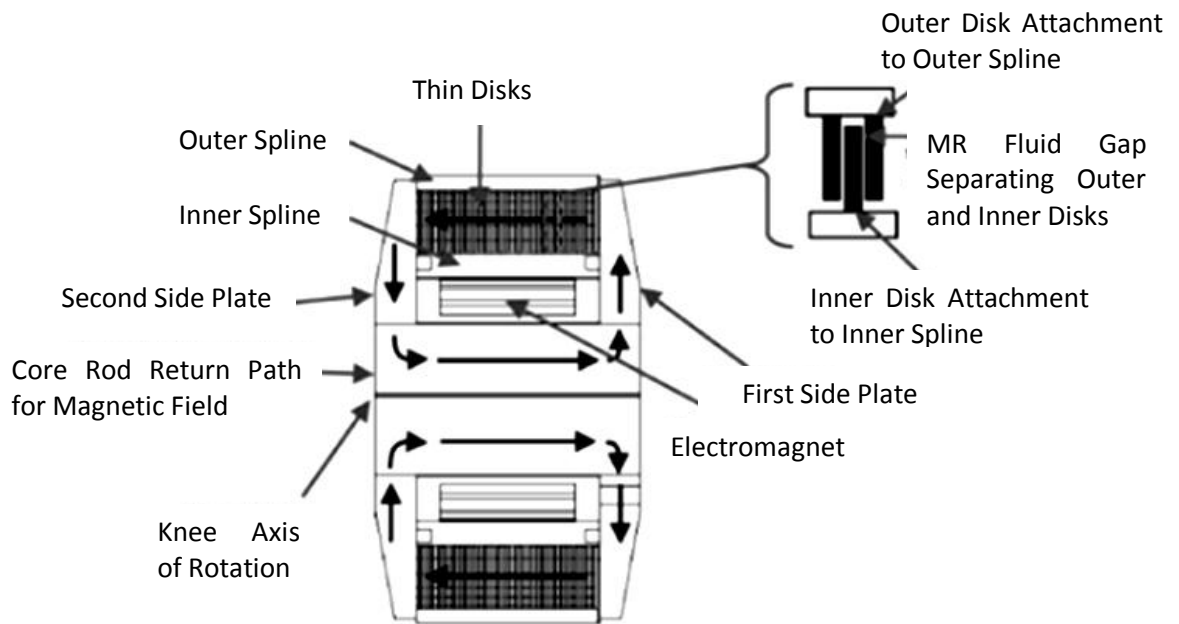 Outer Disk Attachment
to Outer Spline
Thin Disks
Outer Spline
MR Fluid Gap
Separating Outer
and Inner Disks
Inner Spline
Second Side Plate
Inner Disk Attachment
to Inner Spline
Core Rod Return Path
for Magnetic Field
First Side Plate
Electromagnet
Knee Axis
of Rotation